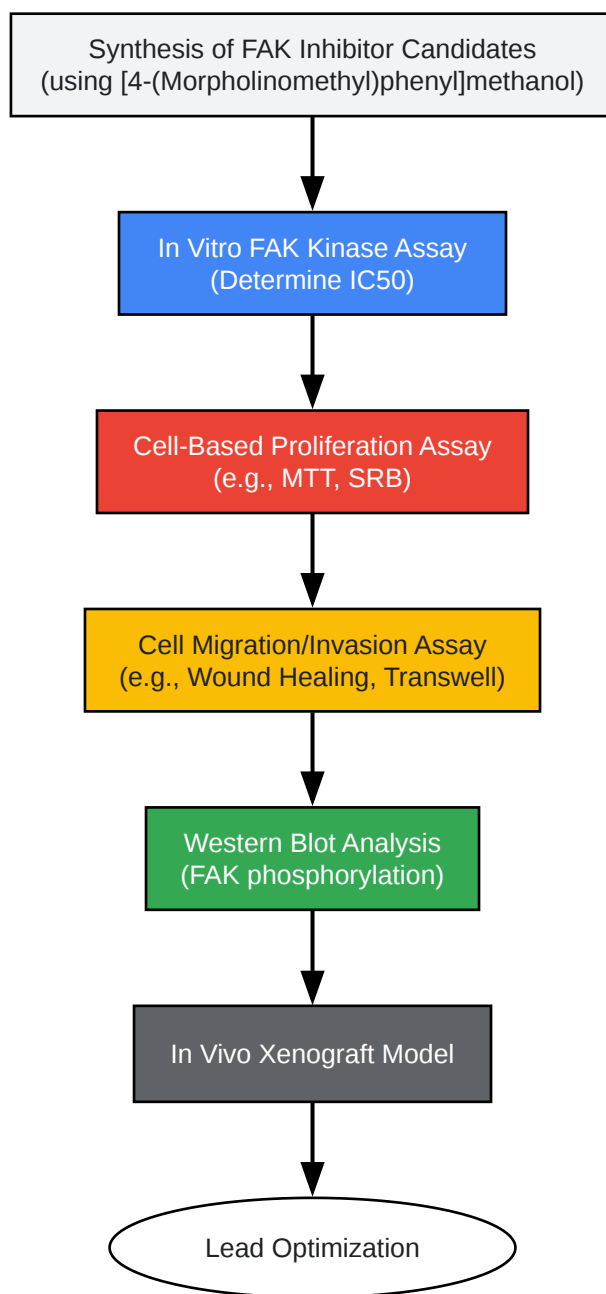 Synthesis of FAK Inhibitor Candidates
(using [4-(Morpholinomethyl)phenyl]methanol)
In Vitro FAK Kinase Assay
(Determine IC50)
Cell-Based Proliferation Assay
(e.g., MTT, SRB)
Cell Migration/Invasion Assay
(e.g., Wound Healing, Transwell)
Western Blot Analysis
(FAK phosphorylation)
In Vivo Xenograft Model
Lead Optimization